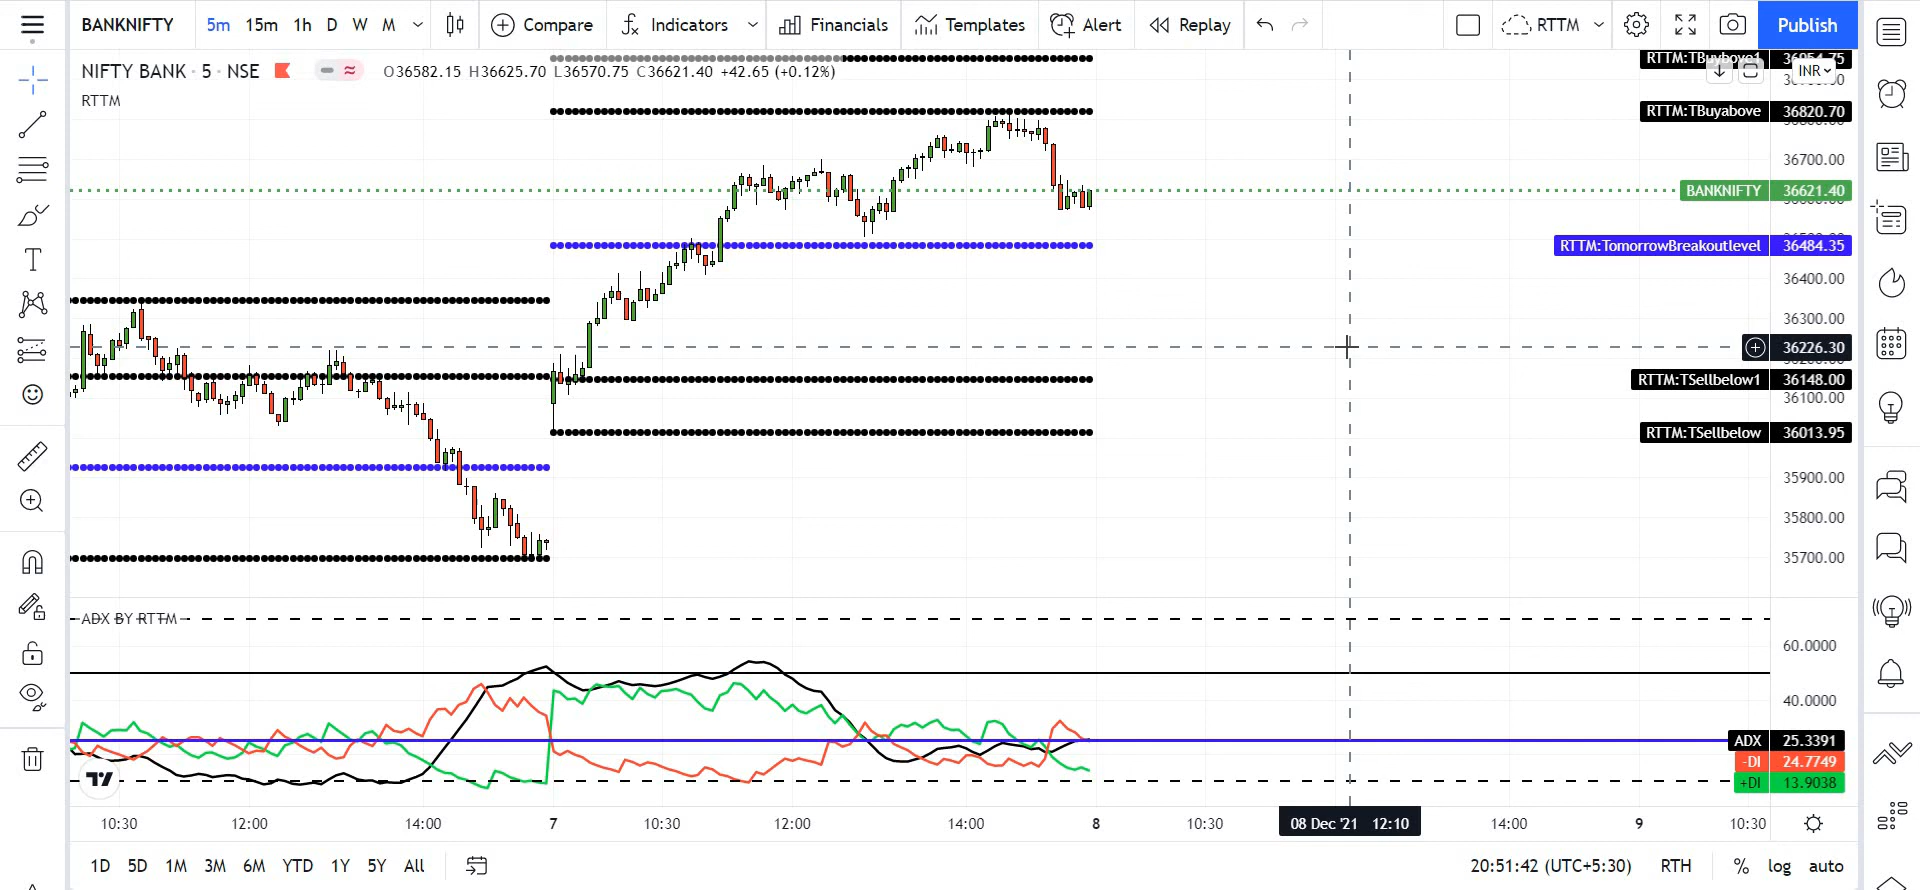 BANKNIFTY 5m 15m 1h D W M Compare Indicators Financials Templates Alert Replay RTTM Publish
NIFTY BANK · 5 · NSE O36582.15 H36625.70 L36570.75 C36621.40 +42.65 (+0.12%)
RTTM
RTTM:TBuybove1 36954.75
INR
RTTM:TBuyabove 36820.70
36700.00
BANKNIFTY 36621.40
RTTM:TomorrowBreakoutlevel 36484.35
36400.00
36300.00
36226.30
RTTM:TSellbelow1 36148.00
36100.00
RTTM:TSellbelow 36013.95
35900.00
35800.00
35700.00
ADX BY RTTM
60.0000
40.0000
ADX 25.3391
-DI 24.7749
+DI 13.9038
10:30 12:00 14:00 7 10:30 12:00 14:00 8 10:30 08 Dec '21 12:10 14:00 9 10:30
1D 5D 1M 3M 6M YTD 1Y 5Y All 20:51:42 (UTC+5:30) RTH % log auto